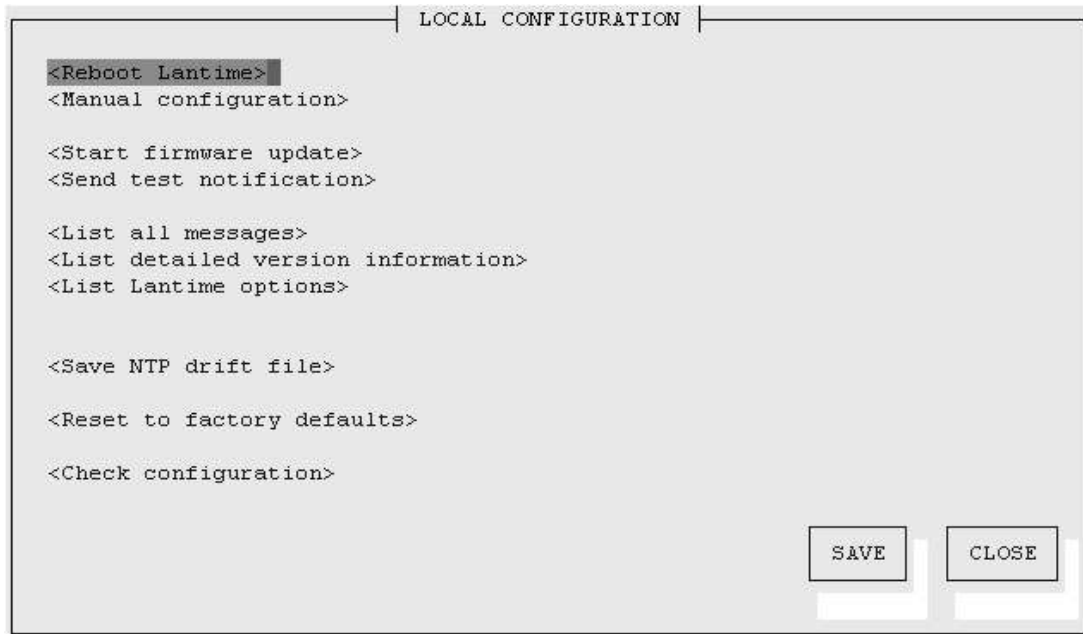 LOCAL CONFIGURATION
<Reboot Lantime>
<Manual configuration>
<Start firmware update>
<Send test notification>
<List all messages>
<List detailed version information>
<List Lantime options>
<Save NTP drift file>
<Reset to factory defaults>
<Check configuration>
SAVE CLOSE